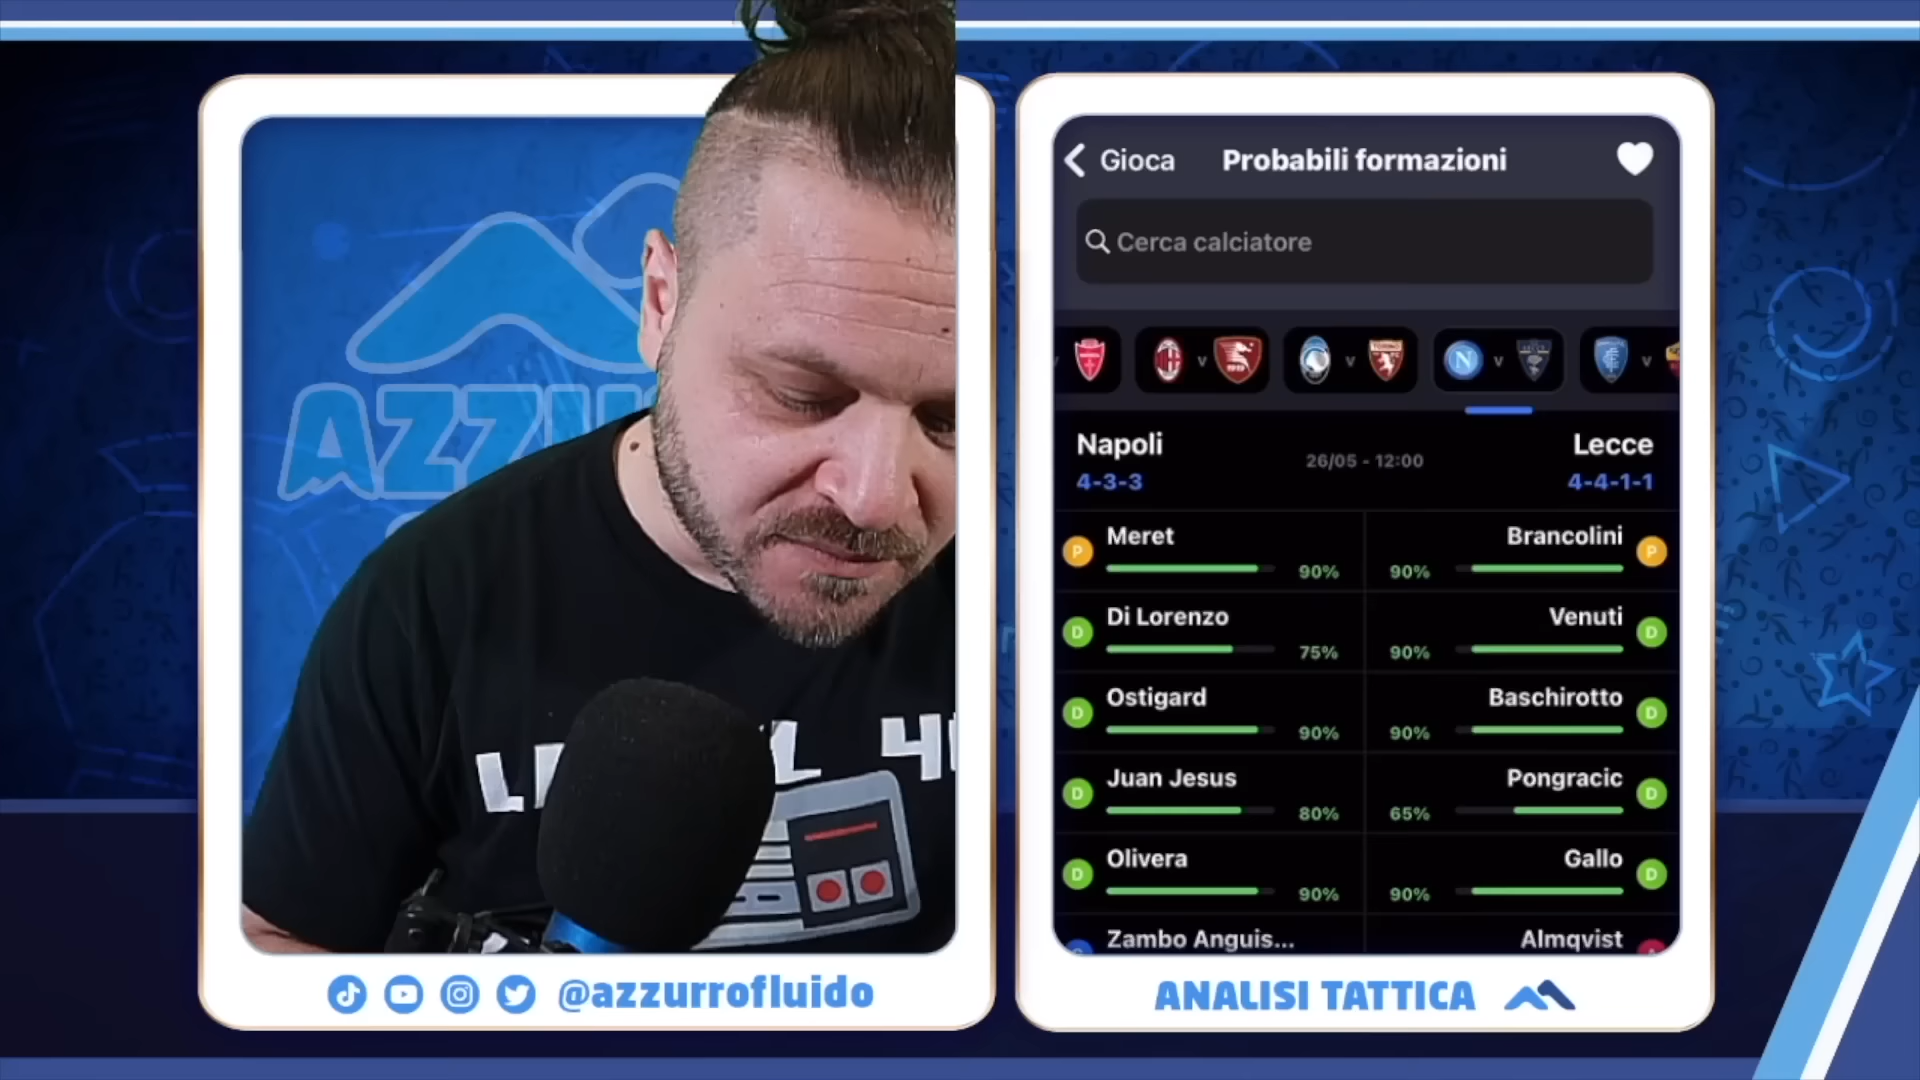 AZZU
@azzurrofluido
Gioca
Probabili formazioni
Cerca calciatore
v
v
v
v
Napoli
26/05 - 12:00
Lecce
4-3-3
4-4-1-1
P
Meret
90%
90%
Brancolini
P
D
Di Lorenzo
75%
90%
Venuti
D
D
Ostigard
90%
90%
Baschirotto
D
D
Juan Jesus
80%
65%
Pongracic
D
D
Olivera
90%
90%
Gallo
D
Zambo Anguis...
Almqvist
ANALISI TATTICA